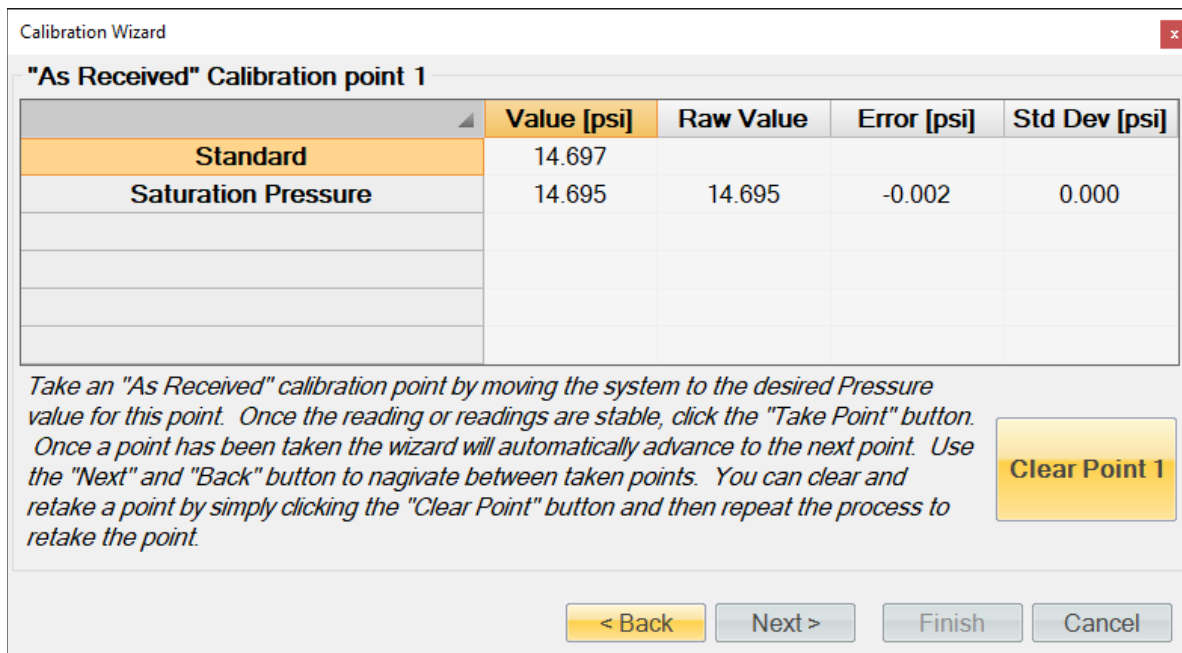 Calibration Wizard
x
"As Received" Calibration point 1
Value [psi] Raw Value Error [psi] Std Dev [psi]
Standard 14.697
Saturation Pressure 14.695 14.695 -0.002 0.000
Take an "As Received" calibration point by moving the system to the desired Pressure
value for this point. Once the reading or readings are stable, click the "Take Point" button.
Once a point has been taken the wizard will automatically advance to the next point. Use
the "Next" and "Back" button to nagivate between taken points. You can clear and
retake a point by simply clicking the "Clear Point" button and then repeat the process to
retake the point.
Clear Point 1
< Back Next > Finish Cancel